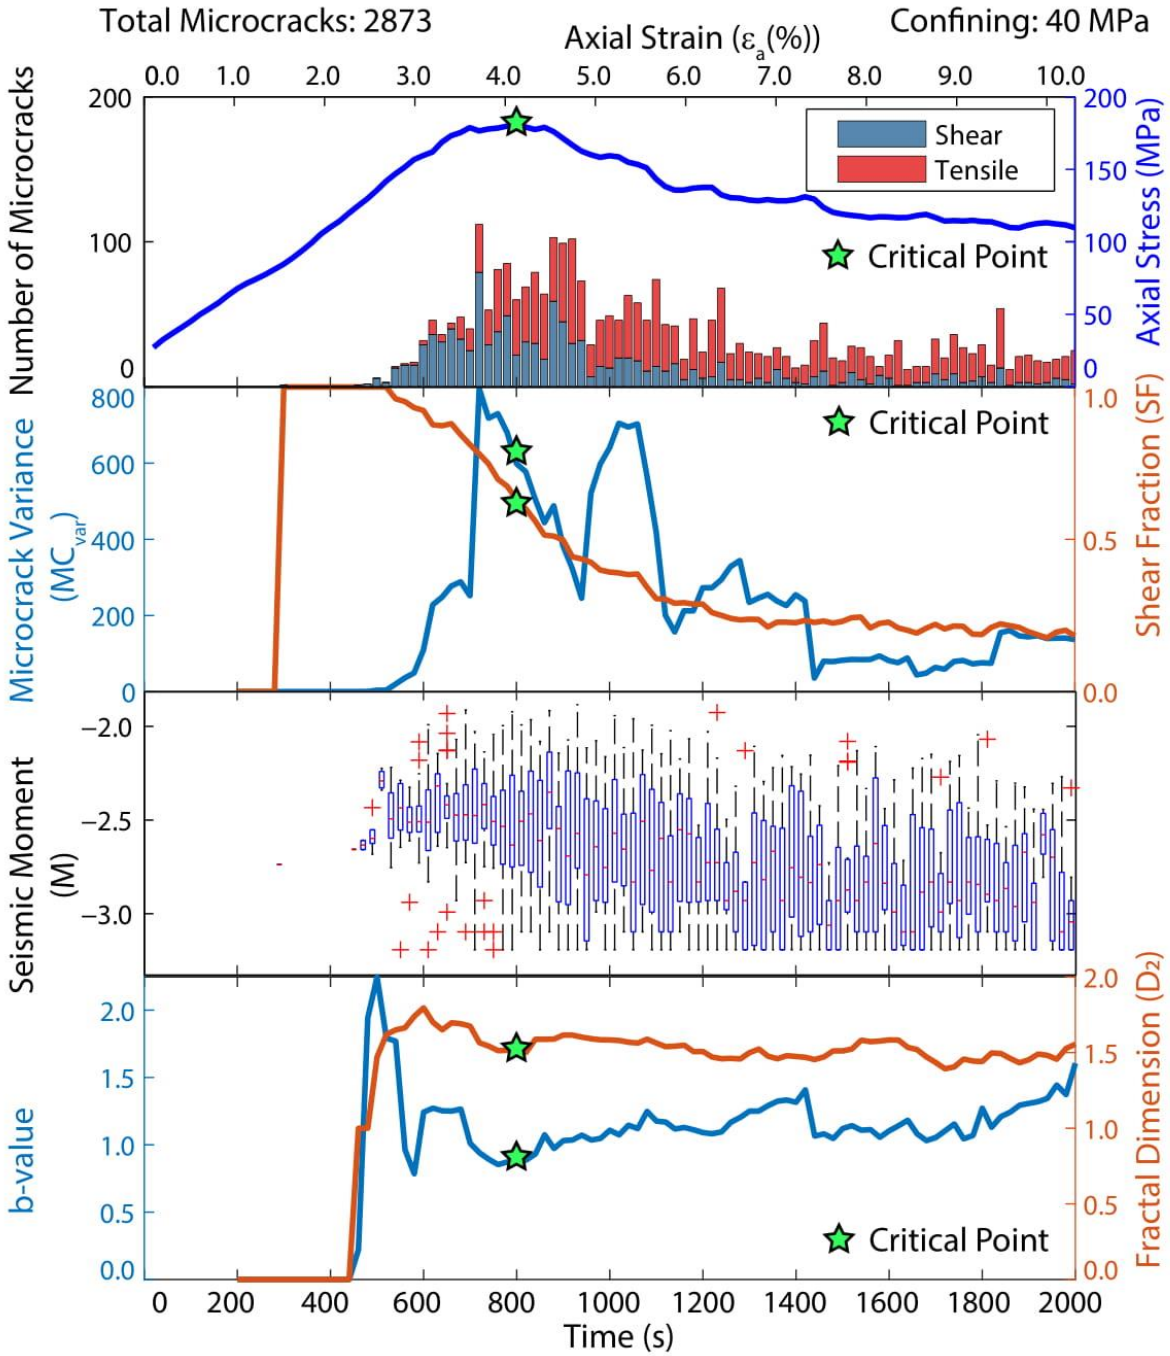 Total Microcracks: 2873
Confining: 40 MPa
Axial Strain (εa(%))
0.0 1.0 2.0 3.0 4.0 5.0 6.0 7.0 8.0 9.0 10.0
Number of Microcracks
200
100
0
Shear
Tensile
Critical Point
200
150
100
50
0
Axial Stress (MPa)
Microcrack Variance
(MCvar)
800
600
400
200
0
Critical Point
1.0
0.5
0.0
Shear Fraction (SF)
Seismic Moment
(M)
−2.0
−2.5
−3.0
b-value
2.0
1.5
1.0
0.5
0.0
Critical Point
2.0
1.5
1.0
0.5
0.0
Fractal Dimension (D₂)
0 200 400 600 800 1000 1200 1400 1600 1800 2000
Time (s)